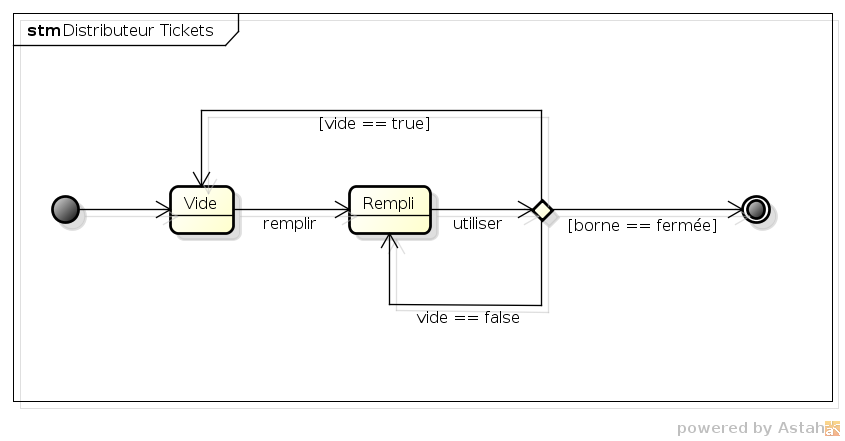 stm Distributeur Tickets
[vide == true]
Vide
Rempli
remplir
utiliser
[borne == fermée]
vide == false
powered by Astah